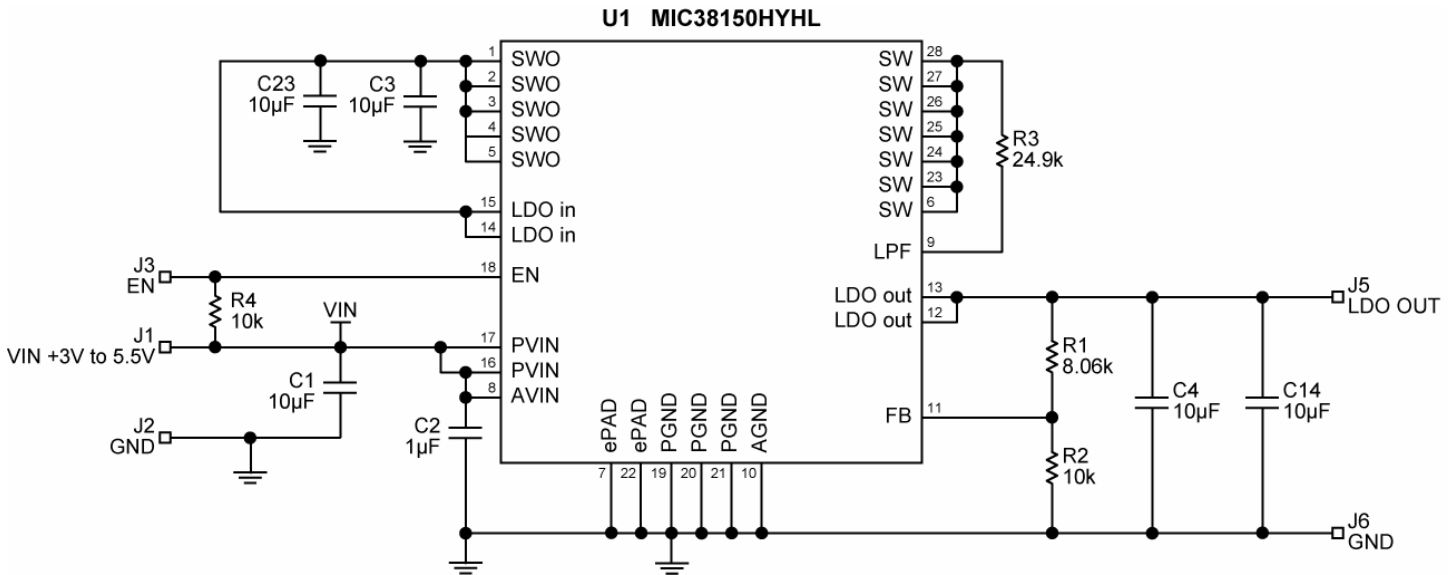 U1 MIC38150HYHL
C23
10µF
C3
10µF
1 SWO
2 SWO
3 SWO
4 SWO
5 SWO
15 LDO in
14 LDO in
18 EN
17 PVIN
16 PVIN
8 AVIN
SW 28
SW 27
SW 26
SW 25
SW 24
SW 23
SW 6
LPF 9
LDO out 13
LDO out 12
FB 11
R3
24.9k
J3
EN
R4
10k
VIN
J1
VIN +3V to 5.5V
C1
10µF
J2
GND
C2
1µF
ePAD 7
ePAD 22
PGND 19
PGND 20
PGND 21
AGND 10
R1
8.06k
R2
10k
C4
10µF
C14
10µF
J5
LDO OUT
J6
GND